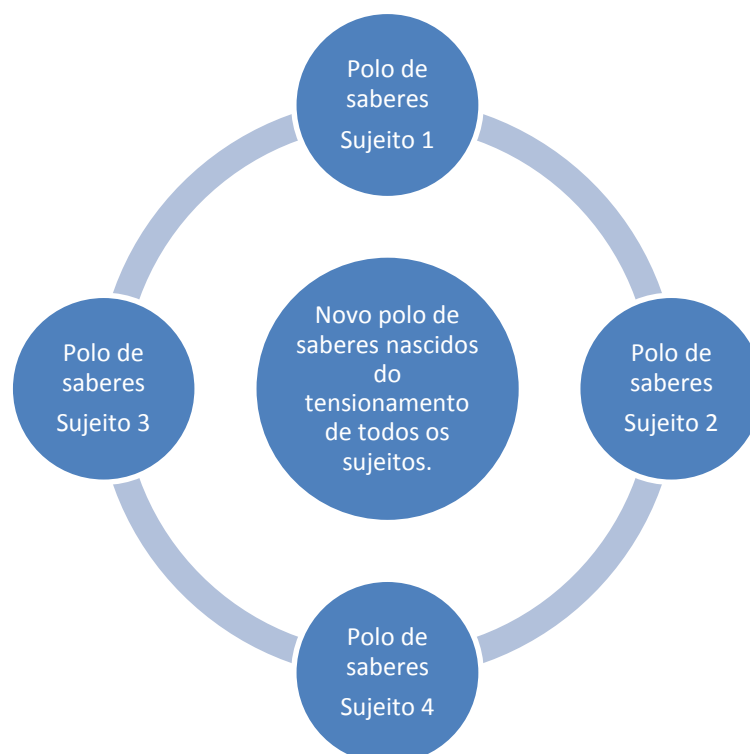 Polo de
saberes
Sujeito 1
Novo polo de
saberes nascidos
do
tensionamento
de todos os
sujeitos.
Polo de
saberes
Sujeito 3
Polo de
saberes
Sujeito 2
Polo de
saberes
Sujeito 4